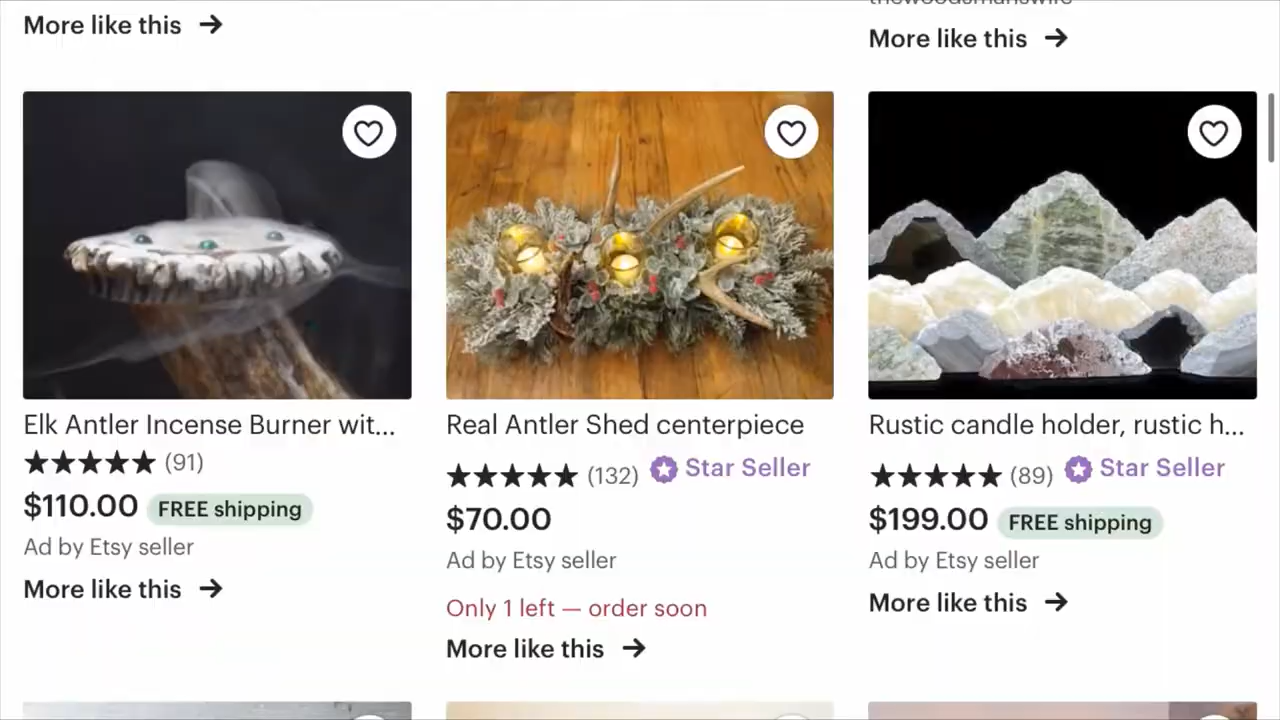 More like this →
thewoodsmanswife
More like this →
Elk Antler Incense Burner wit...
★★★★★ (91)
$110.00 FREE shipping
Ad by Etsy seller
More like this →
Real Antler Shed centerpiece
★★★★★ (132) Star Seller
$70.00
Ad by Etsy seller
Only 1 left — order soon
More like this →
Rustic candle holder, rustic h...
★★★★★ (89) Star Seller
$199.00 FREE shipping
Ad by Etsy seller
More like this →